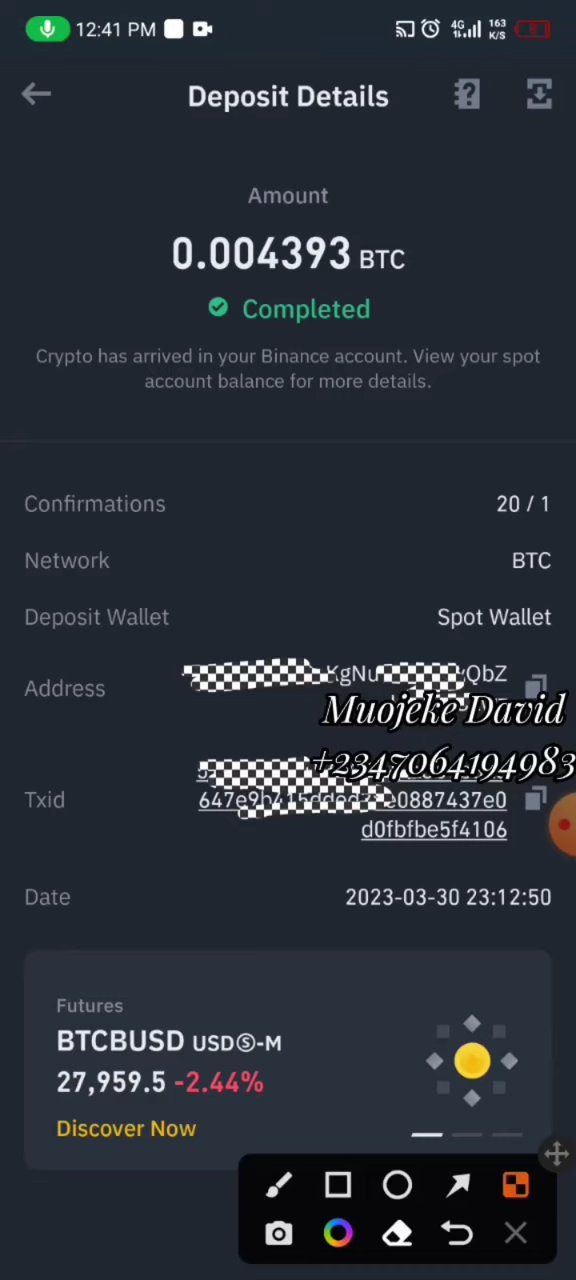 12:41 PM
4G
163
K/S
8
Deposit Details
Amount
0.004393 BTC
Completed
Crypto has arrived in your Binance account. View your spot
account balance for more details.
Confirmations
20 / 1
Network
BTC
Deposit Wallet
Spot Wallet
Address
Muojeke David
+2347064194983
Txid
d0fbfbe5f4106
Date
2023-03-30 23:12:50
Futures
BTCBUSD USDⓈ-M
27,959.5 -2.44%
Discover Now